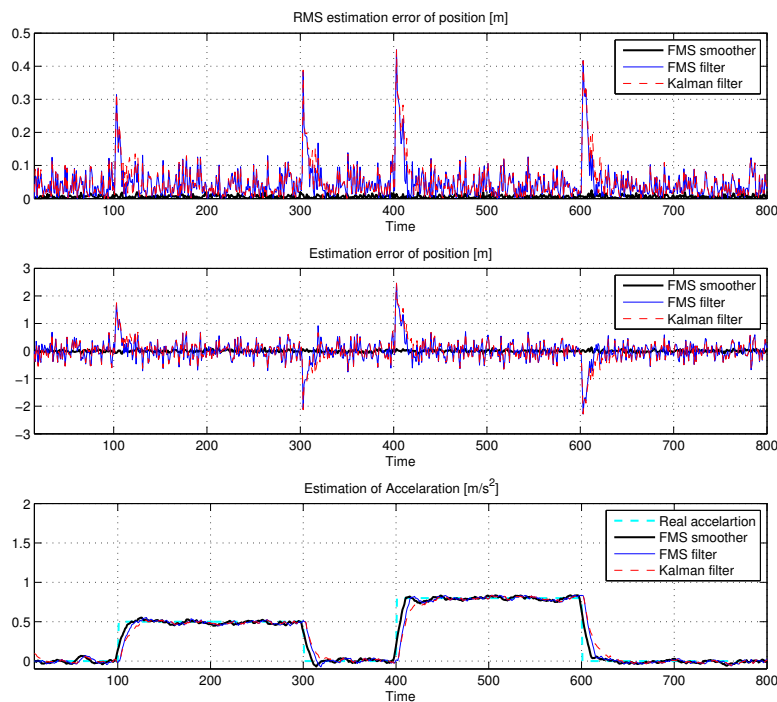 RMS estimation error of position [m]
0.5
0.4
0.3
0.2
0.1
0
FMS smoother
FMS filter
Kalman filter
100 200 300 400 500 600 700 800
Time
Estimation error of position [m]
3
2
1
0
−1
−2
−3
FMS smoother
FMS filter
Kalman filter
100 200 300 400 500 600 700 800
Time
Estimation of Accelaration [m/s²]
2
1.5
1
0.5
0
Real accelartion
FMS smoother
FMS filter
Kalman filter
100 200 300 400 500 600 700 800
Time